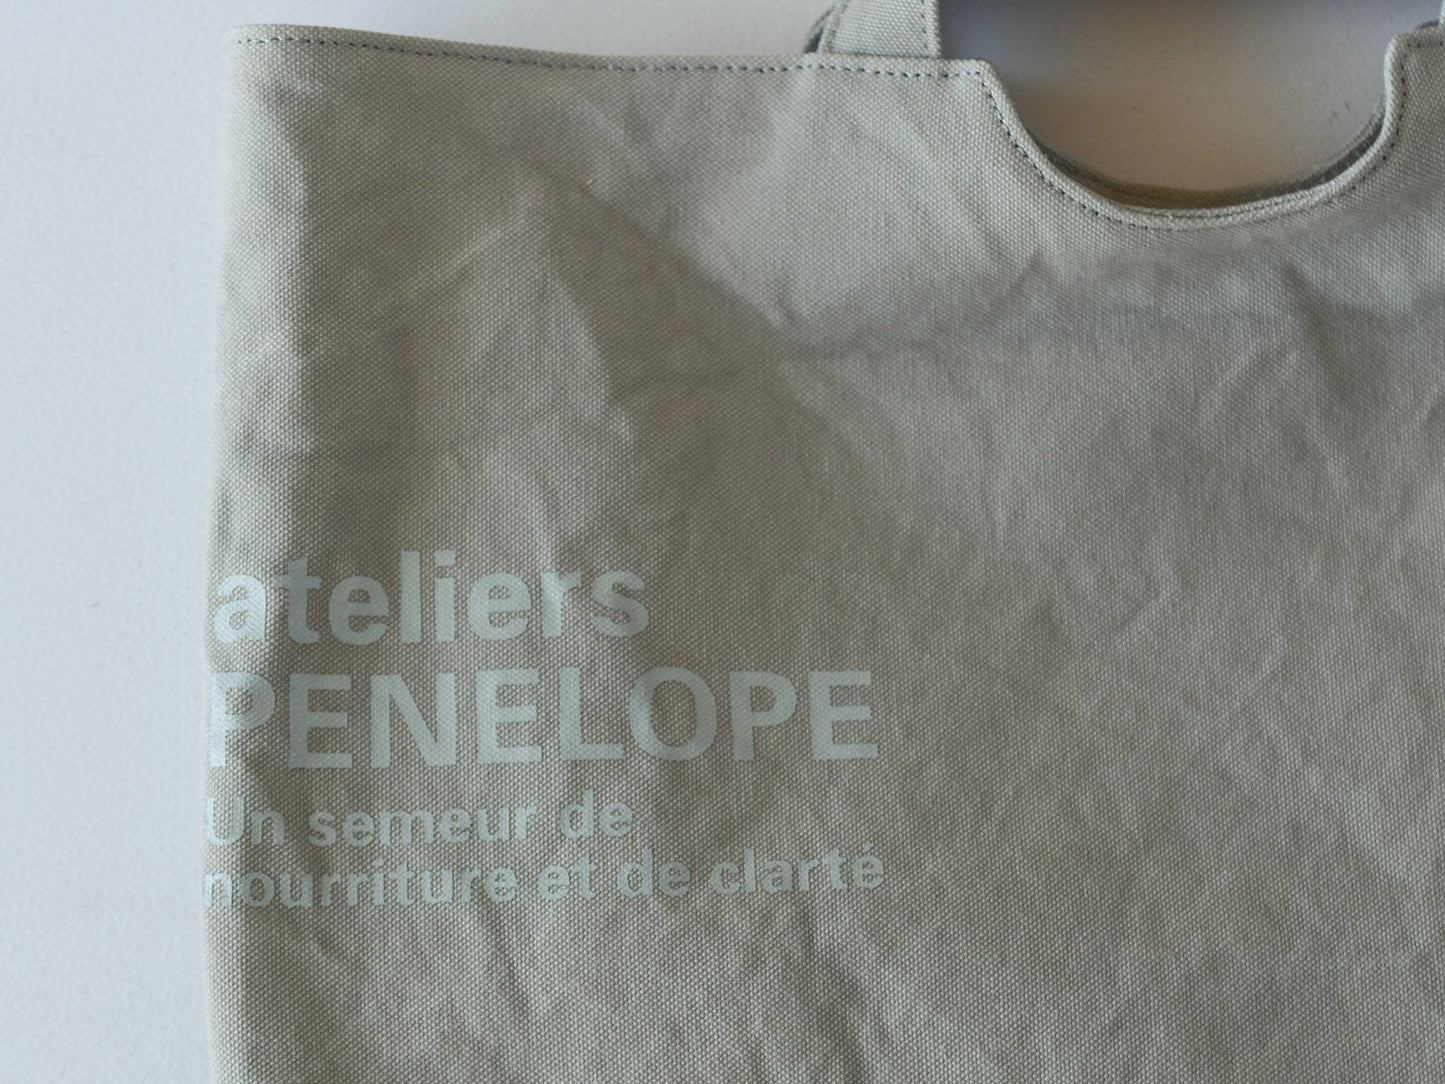 ateliers
PENELOPE
Un semeur de
nourriture et de clarté